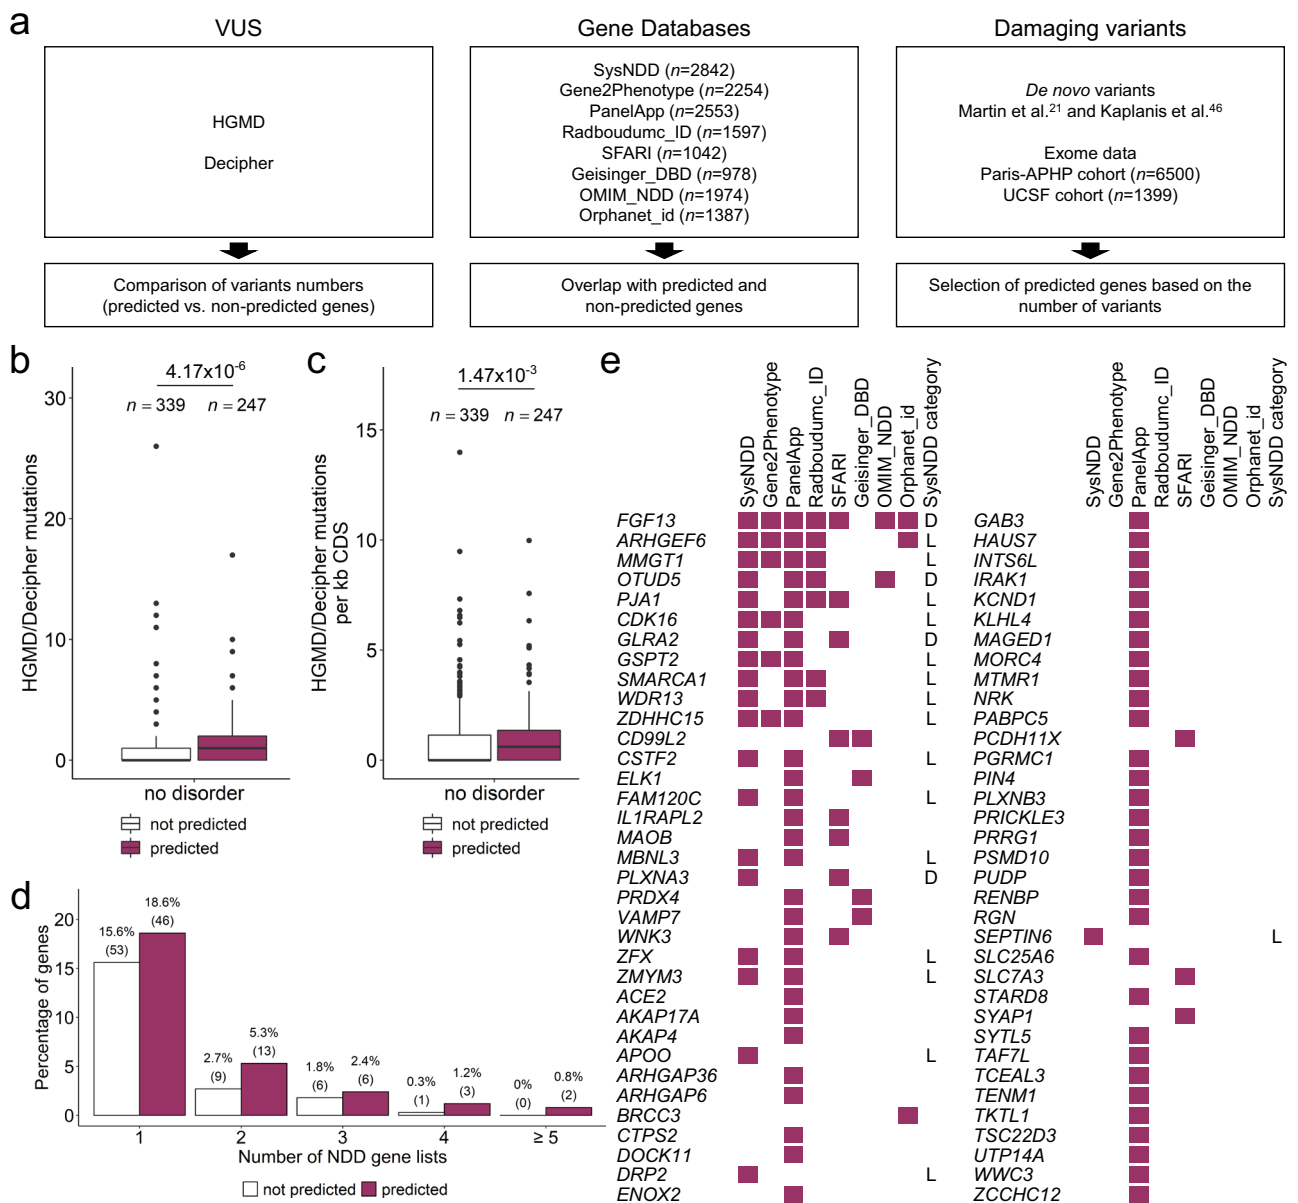 a
VUS
Gene Databases
Damaging variants
HGMD
Decipher
SysNDD (n=2842)
Gene2Phenotype (n=2254)
PanelApp (n=2553)
Radboudumc_ID (n=1597)
SFARI (n=1042)
Geisinger_DBD (n=978)
OMIM_NDD (n=1974)
Orphanet_id (n=1387)
De novo variants
Martin et al.21 and Kaplanis et al.46
Exome data
Paris-APHP cohort (n=6500)
UCSF cohort (n=1399)
Comparison of variants numbers
(predicted vs. non-predicted genes)
Overlap with predicted and
non-predicted genes
Selection of predicted genes based on the
number of variants
b
HGMD/Decipher mutations
30
20
10
0
4.17x10-6
n = 339
n = 247
no disorder
not predicted
predicted
c
HGMD/Decipher mutations
per kb CDS
15
10
5
0
1.47x10-3
n = 339
n = 247
no disorder
not predicted
predicted
d
Percentage of genes
20
15
10
5
0
15.6%
(53)
18.6%
(46)
2.7%
(9)
5.3%
(13)
1.8%
(6)
2.4%
(6)
0.3%
(1)
1.2%
(3)
0%
(0)
0.8%
(2)
1
2
3
4
≥ 5
Number of NDD gene lists
not predicted
predicted
e
SysNDD
Gene2Phenotype
PanelApp
Radboudumc_ID
SFARI
Geisinger_DBD
OMIM_NDD
Orphanet_id
SysNDD category
FGF13 D
ARHGEF6 L
MMGT1 L
OTUD5 D
PJA1 L
CDK16 L
GLRA2 D
GSPT2 L
SMARCA1 L
WDR13 L
ZDHHC15 L
CD99L2
CSTF2 L
ELK1
FAM120C L
IL1RAPL2
MAOB
MBNL3 L
PLXNA3 D
PRDX4
VAMP7
WNK3
ZFX L
ZMYM3 L
ACE2
AKAP17A
AKAP4
APOO L
ARHGAP36
ARHGAP6
BRCC3
CTPS2
DOCK11
DRP2 L
ENOX2
SysNDD
Gene2Phenotype
PanelApp
Radboudumc_ID
SFARI
Geisinger_DBD
OMIM_NDD
Orphanet_id
SysNDD category
GAB3
HAUS7
INTS6L
IRAK1
KCND1
KLHL4
MAGED1
MORC4
MTMR1
NRK
PABPC5
PCDH11X
PGRMC1
PIN4
PLXNB3
PRICKLE3
PRRG1
PSMD10
PUDP
RENBP
RGN
SEPTIN6 L
SLC25A6
SLC7A3
STARD8
SYAP1
SYTL5
TAF7L
TCEAL3
TENM1
TKTL1
TSC22D3
UTP14A
WWC3
ZCCHC12